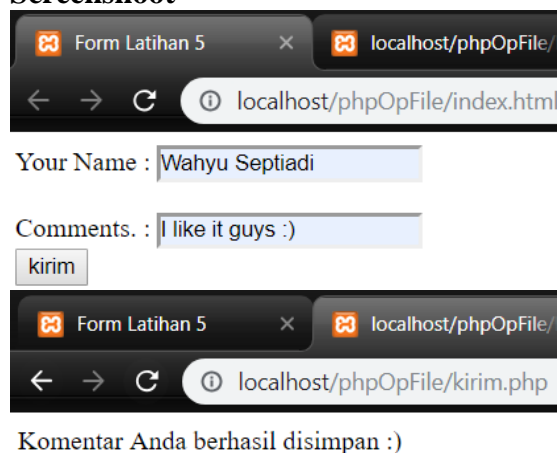 Screenshoot
Form Latihan 5 × localhost/phpOpFile/
localhost/phpOpFile/index.html
Your Name : Wahyu Septiadi
Comments. : I like it guys :)
kirim
Form Latihan 5 × localhost/phpOpFile/
localhost/phpOpFile/kirim.php
Komentar Anda berhasil disimpan :)